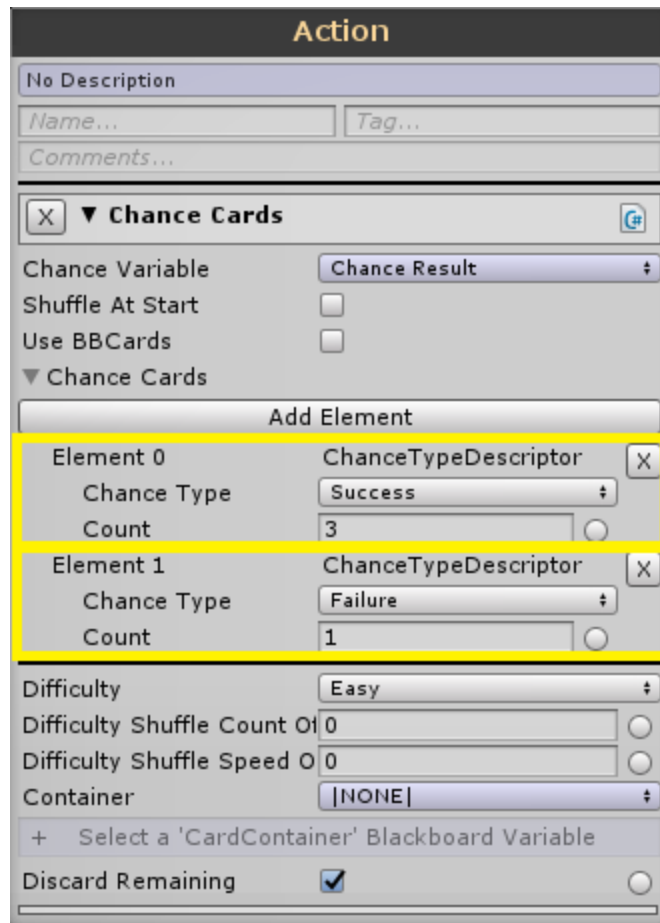 Action
No Description
Name... Tag...
Comments...
X ▼ Chance Cards C#
Chance Variable Chance Result
Shuffle At Start
Use BBCards
▼ Chance Cards
Add Element
Element 0 ChanceTypeDescriptor X
Chance Type Success
Count 3
Element 1 ChanceTypeDescriptor X
Chance Type Failure
Count 1
Difficulty Easy
Difficulty Shuffle Count Of 0
Difficulty Shuffle Speed O 0
Container |NONE|
+ Select a 'CardContainer' Blackboard Variable
Discard Remaining